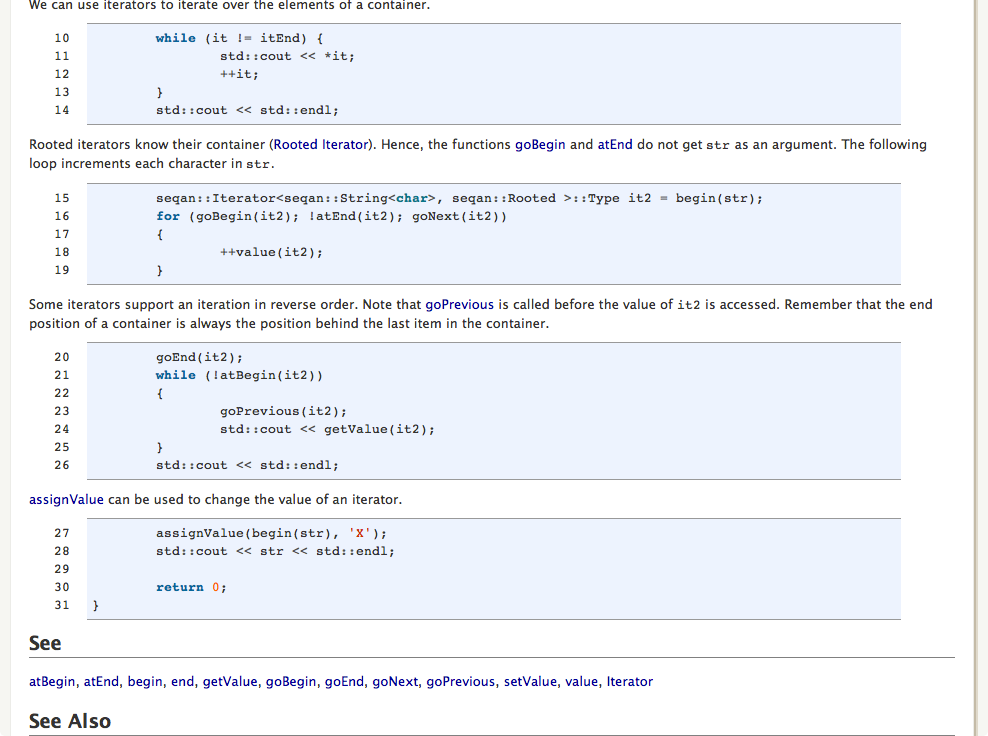 We can use iterators to iterate over the elements of a container.
10 while (it != itEnd) {
11 std::cout << *it;
12 ++it;
13 }
14 std::cout << std::endl;
Rooted iterators know their container (Rooted Iterator). Hence, the functions goBegin and atEnd do not get str as an argument. The following
loop increments each character in str.
15 seqan::Iterator<seqan::String<char>, seqan::Rooted >::Type it2 = begin(str);
16 for (goBegin(it2); !atEnd(it2); goNext(it2))
17 {
18 ++value(it2);
19 }
Some iterators support an iteration in reverse order. Note that goPrevious is called before the value of it2 is accessed. Remember that the end
position of a container is always the position behind the last item in the container.
20 goEnd(it2);
21 while (!atBegin(it2))
22 {
23 goPrevious(it2);
24 std::cout << getValue(it2);
25 }
26 std::cout << std::endl;
assignValue can be used to change the value of an iterator.
27 assignValue(begin(str), 'X');
28 std::cout << str << std::endl;
29
30 return 0;
31 }
See
atBegin, atEnd, begin, end, getValue, goBegin, goEnd, goNext, goPrevious, setValue, value, Iterator
See Also